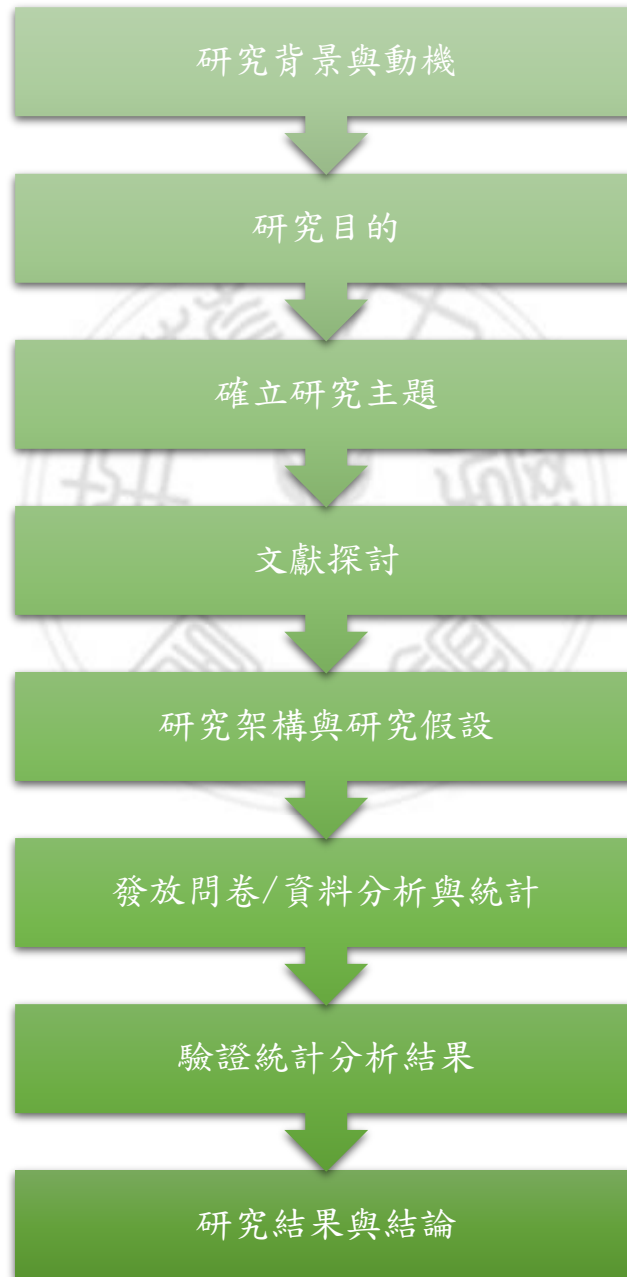 研究背景與動機
研究目的
確立研究主題
文獻探討
研究架構與研究假設
發放問卷/資料分析與統計
驗證統計分析結果
研究結果與結論